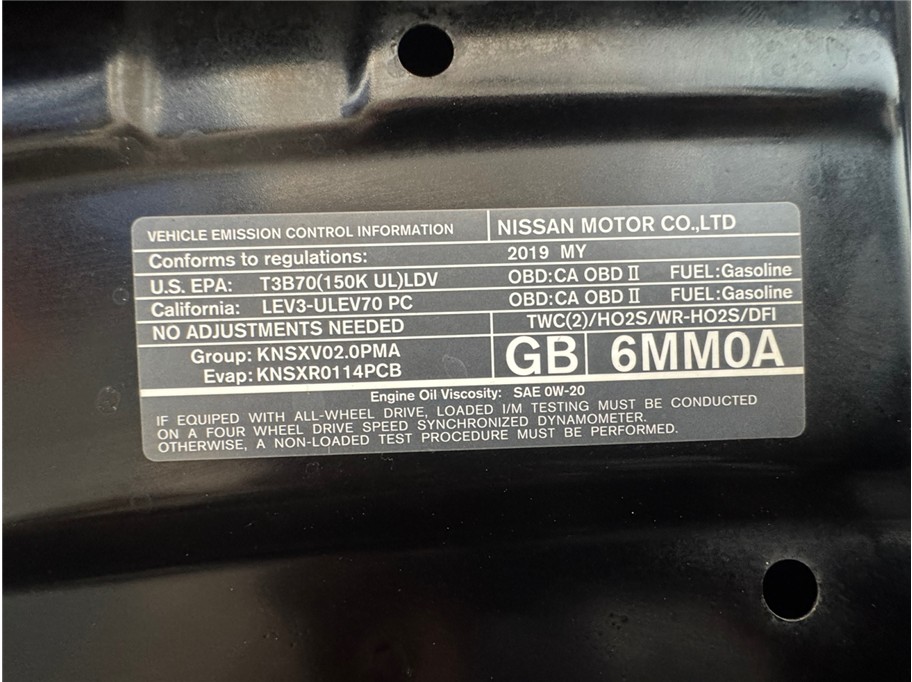 VEHICLE EMISSION CONTROL INFORMATION NISSAN MOTOR CO.,LTD
Conforms to regulations: 2019 MY
U.S. EPA: T3B70(150K UL)LDV OBD:CA OBD II FUEL:Gasoline
California: LEV3-ULEV70 PC OBD:CA OBD II FUEL:Gasoline
NO ADJUSTMENTS NEEDED TWC(2)/HO2S/WR-HO2S/DFI
Group: KNSXV02.0PMA GB 6MM0A
Evap: KNSXR0114PCB
Engine Oil Viscosity: SAE 0W-20
IF EQUIPED WITH ALL-WHEEL DRIVE, LOADED I/M TESTING MUST BE CONDUCTED
ON A FOUR WHEEL DRIVE SPEED SYNCHRONIZED DYNAMOMETER.
OTHERWISE, A NON-LOADED TEST PROCEDURE MUST BE PERFORMED.